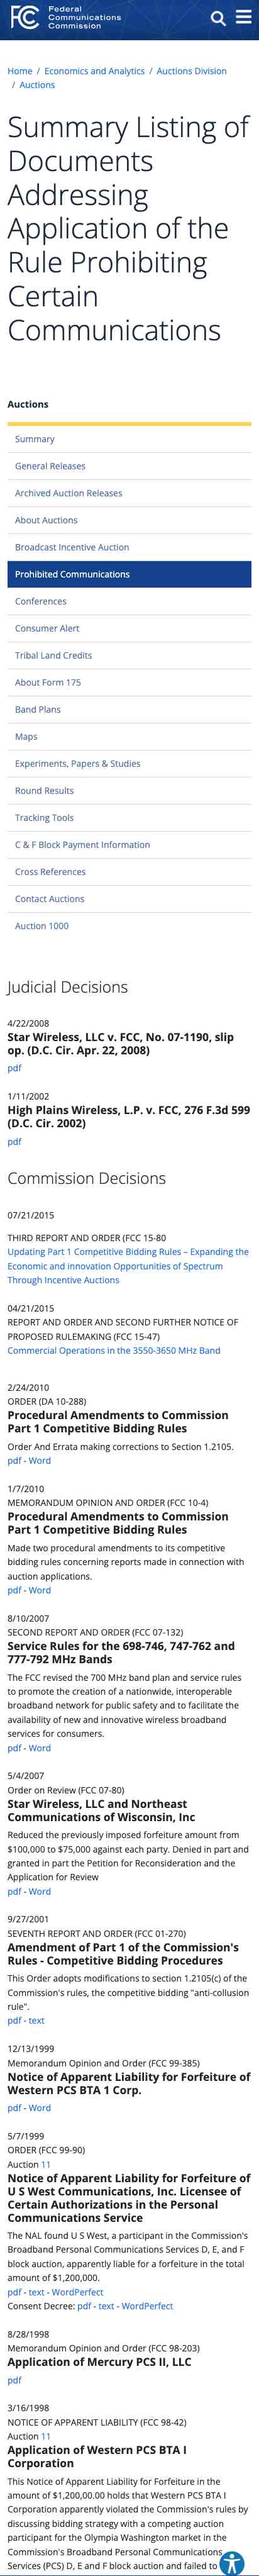 Federal
Communications
Commission
Home / Economics and Analytics / Auctions Division
/ Auctions
Summary Listing of
Documents
Addressing
Application of the
Rule Prohibiting
Certain
Communications
Auctions
Summary
General Releases
Archived Auction Releases
About Auctions
Broadcast Incentive Auction
Prohibited Communications
Conferences
Consumer Alert
Tribal Land Credits
About Form 175
Band Plans
Maps
Experiments, Papers & Studies
Round Results
Tracking Tools
C & F Block Payment Information
Cross References
Contact Auctions
Auction 1000
Judicial Decisions
4/22/2008
Star Wireless, LLC v. FCC, No. 07-1190, slip
op. (D.C. Cir. Apr. 22, 2008)
pdf
1/11/2002
High Plains Wireless, L.P. v. FCC, 276 F.3d 599
(D.C. Cir. 2002)
pdf
Commission Decisions
07/21/2015
THIRD REPORT AND ORDER (FCC 15-80
Updating Part 1 Competitive Bidding Rules – Expanding the
Economic and innovation Opportunities of Spectrum
Through Incentive Auctions
04/21/2015
REPORT AND ORDER AND SECOND FURTHER NOTICE OF
PROPOSED RULEMAKING (FCC 15-47)
Commercial Operations in the 3550-3650 MHz Band
2/24/2010
ORDER (DA 10-288)
Procedural Amendments to Commission
Part 1 Competitive Bidding Rules
Order And Errata making corrections to Section 1.2105.
pdf - Word
1/7/2010
MEMORANDUM OPINION AND ORDER (FCC 10-4)
Procedural Amendments to Commission
Part 1 Competitive Bidding Rules
Made two procedural amendments to its competitive
bidding rules concerning reports made in connection with
auction applications.
pdf - Word
8/10/2007
SECOND REPORT AND ORDER (FCC 07-132)
Service Rules for the 698-746, 747-762 and
777-792 MHz Bands
The FCC revised the 700 MHz band plan and service rules
to promote the creation of a nationwide, interoperable
broadband network for public safety and to facilitate the
availability of new and innovative wireless broadband
services for consumers.
pdf - Word
5/4/2007
Order on Review (FCC 07-80)
Star Wireless, LLC and Northeast
Communications of Wisconsin, Inc
Reduced the previously imposed forfeiture amount from
$100,000 to $75,000 against each party. Denied in part and
granted in part the Petition for Reconsideration and the
Application for Review
pdf - Word
9/27/2001
SEVENTH REPORT AND ORDER (FCC 01-270)
Amendment of Part 1 of the Commission's
Rules - Competitive Bidding Procedures
This Order adopts modifications to section 1.2105(c) of the
Commission's rules, the competitive bidding "anti-collusion
rule".
pdf - text
12/13/1999
Memorandum Opinion and Order (FCC 99-385)
Notice of Apparent Liability for Forfeiture of
Western PCS BTA 1 Corp.
pdf - Word
5/7/1999
ORDER (FCC 99-90)
Auction 11
Notice of Apparent Liability for Forfeiture of
U S West Communications, Inc. Licensee of
Certain Authorizations in the Personal
Communications Service
The NAL found U S West, a participant in the Commission's
Broadband Personal Communications Services D, E, and F
block auction, apparently liable for a forfeiture in the total
amount of $1,200,000.
pdf - text - WordPerfect
Consent Decree: pdf - text - WordPerfect
8/28/1998
Memorandum Opinion and Order (FCC 98-203)
Application of Mercury PCS II, LLC
pdf
3/16/1998
NOTICE OF APPARENT LIABILITY (FCC 98-42)
Auction 11
Application of Western PCS BTA I
Corporation
This Notice of Apparent Liability for Forfeiture in the
amount of $1,200,00.00 holds that Western PCS BTA I
Corporation apparently violated the Commission's rules by
discussing bidding strategy with a competing auction
participant for the Olympia Washington market in the
Commission's Broadband Personal Communications
Services (PCS) D, E and F block auction and failed to